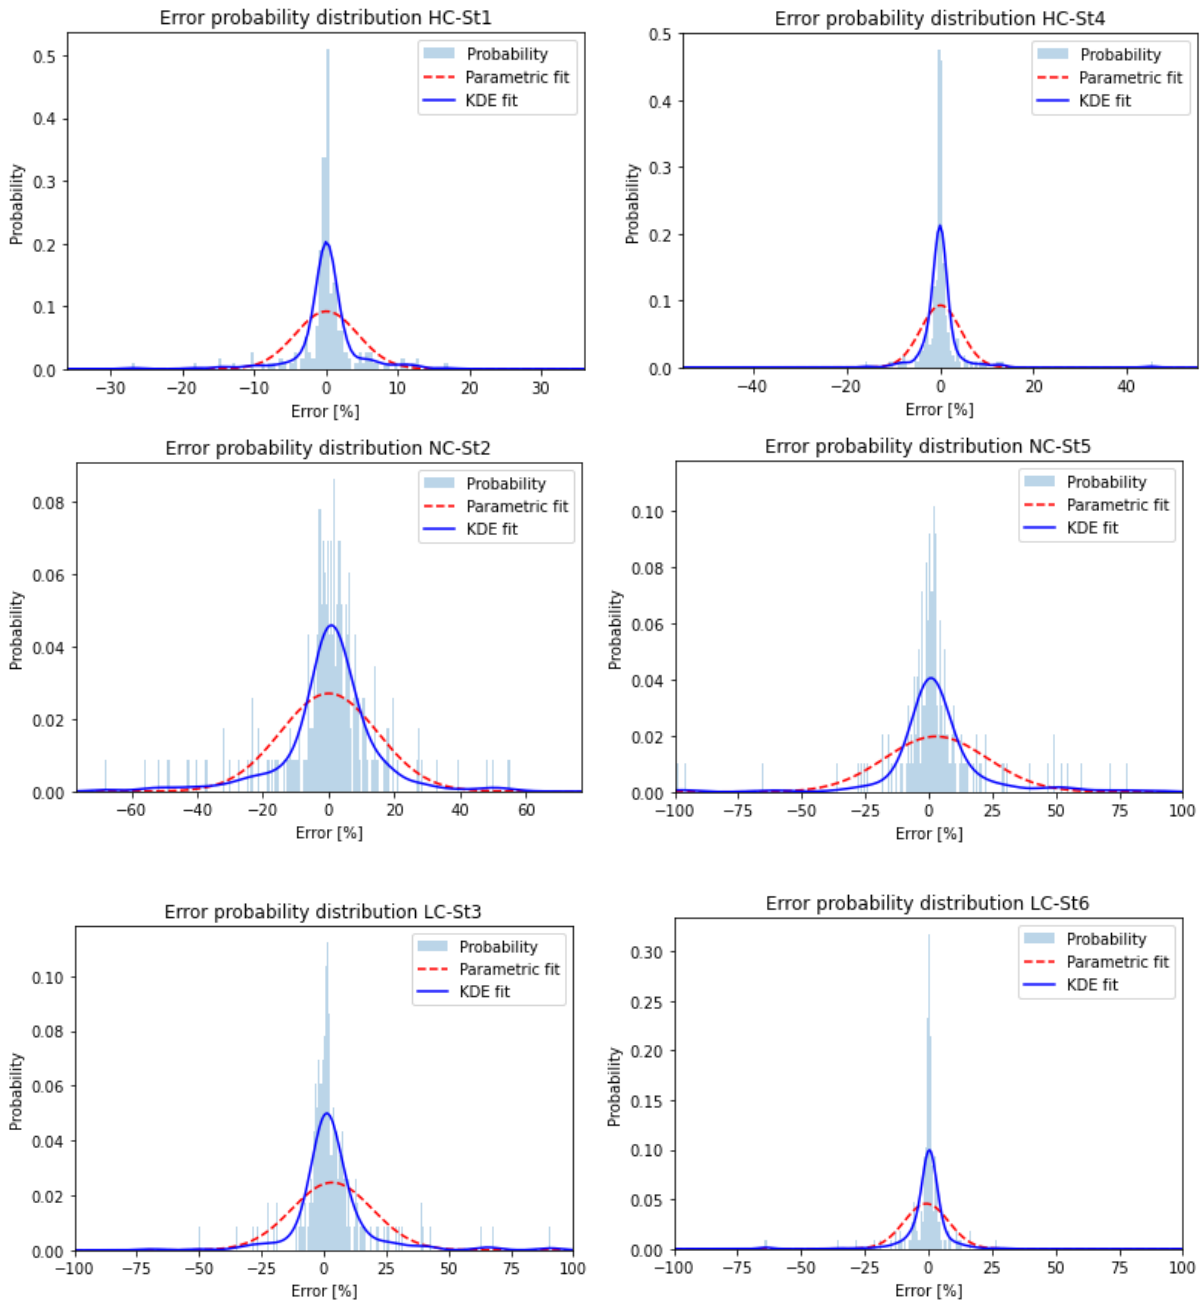 Error probability distribution HC-St1
Probability
Parametric fit
KDE fit
0.5
0.4
0.3
0.2
0.1
0.0
Probability
−30 −20 −10 0 10 20 30
Error [%]
Error probability distribution HC-St4
Probability
Parametric fit
KDE fit
0.5
0.4
0.3
0.2
0.1
0.0
Probability
−40 −20 0 20 40
Error [%]
Error probability distribution NC-St2
Probability
Parametric fit
KDE fit
0.08
0.06
0.04
0.02
0.00
Probability
−60 −40 −20 0 20 40 60
Error [%]
Error probability distribution NC-St5
Probability
Parametric fit
KDE fit
0.10
0.08
0.06
0.04
0.02
0.00
Probability
−100 −75 −50 −25 0 25 50 75 100
Error [%]
Error probability distribution LC-St3
Probability
Parametric fit
KDE fit
0.10
0.08
0.06
0.04
0.02
0.00
Probability
−100 −75 −50 −25 0 25 50 75 100
Error [%]
Error probability distribution LC-St6
Probability
Parametric fit
KDE fit
0.30
0.25
0.20
0.15
0.10
0.05
0.00
Probability
−100 −75 −50 −25 0 25 50 75 100
Error [%]